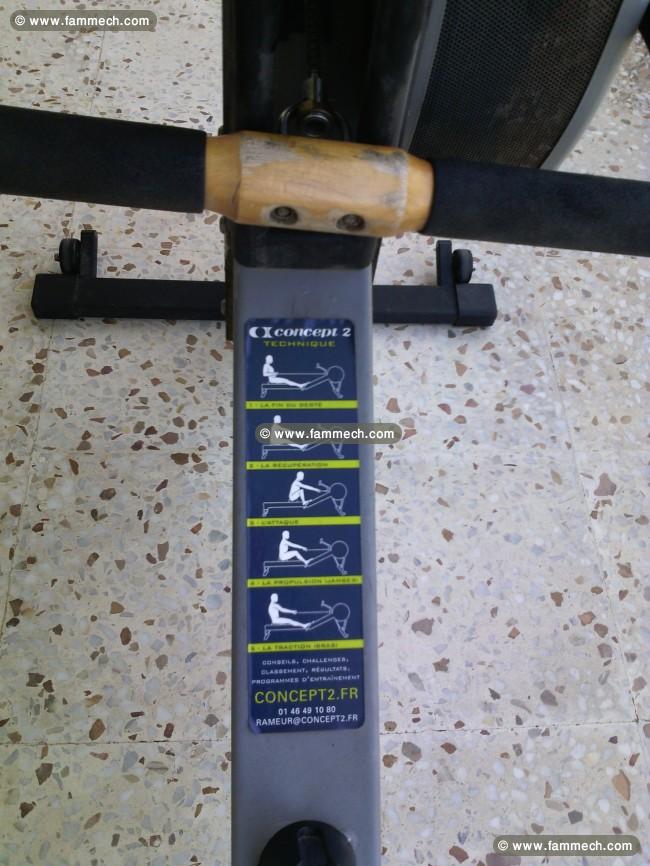 © www.fammech.com
concept 2
TECHNIQUE
1 - LA FIN DU GESTE
© www.fammech.com
2 - LA RÉCUPÉRATION
3 - L'ATTAQUE
4 - LA PROPULSION (JAMBES)
5 - LA TRACTION (BRAS)
CONSEILS, CHALLENGES,
CLASSEMENT, RÉSULTATS,
PROGRAMMES D'ENTRAÎNEMENT
CONCEPT2.FR
01 46 49 10 80
RAMEUR@CONCEPT2.FR
© www.fammech.com